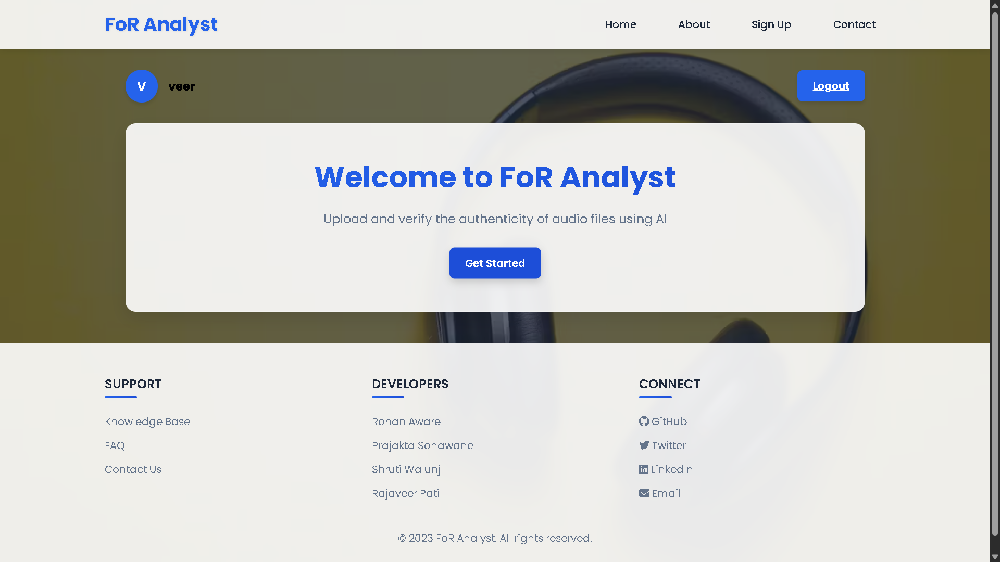 FoR Analyst
Home
About
Sign Up
Contact
V
veer
Logout
Welcome to FoR Analyst
Upload and verify the authenticity of audio files using AI
Get Started
SUPPORT
Knowledge Base
FAQ
Contact Us
DEVELOPERS
Rohan Aware
Prajakta Sonawane
Shruti Walunj
Rajaveer Patil
CONNECT
GitHub
Twitter
LinkedIn
Email
© 2023 FoR Analyst. All rights reserved.